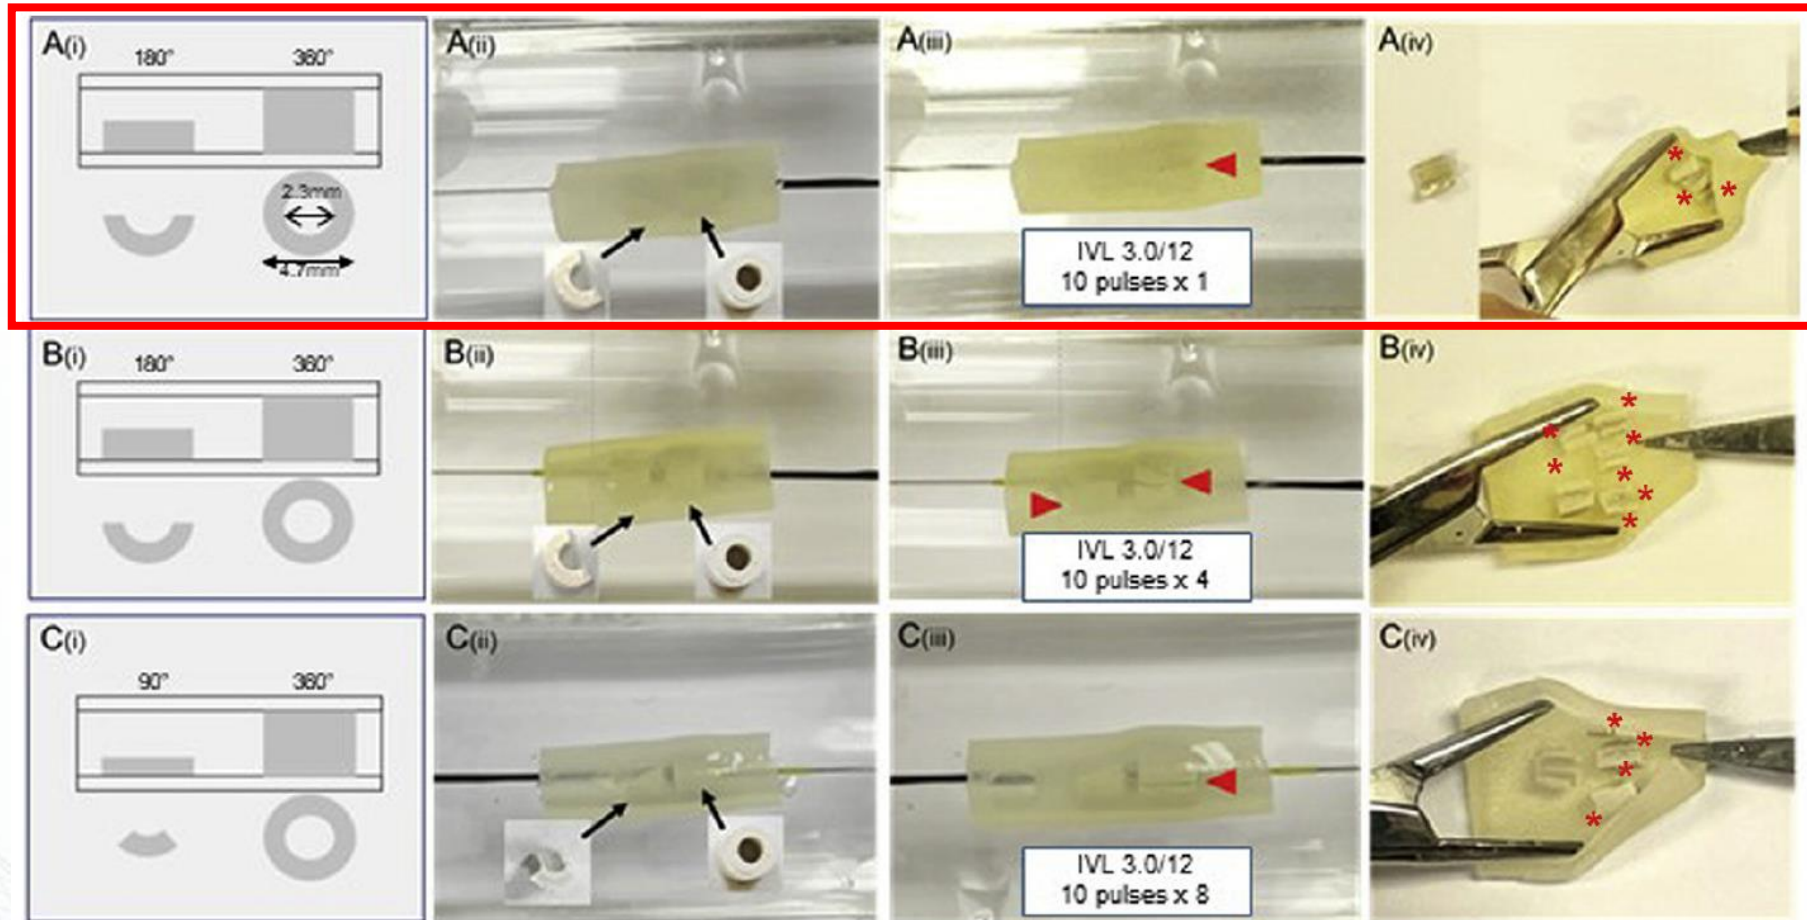 A(i)
180° 360°
2.3mm
4.7mm
A(ii)
A(iii)
IVL 3.0/12
10 pulses x 1
A(iv)
*
*
*
B(i)
180° 360°
B(ii)
B(iii)
IVL 3.0/12
10 pulses x 4
B(iv)
*
*
*
*
*
*
*
*
C(i)
90° 360°
C(ii)
C(iii)
IVL 3.0/12
10 pulses x 8
C(iv)
*
*
*
*